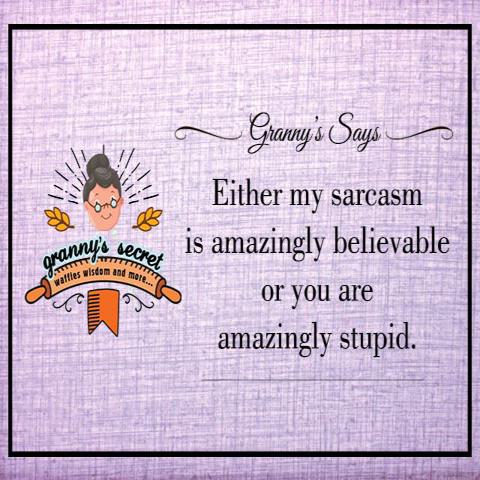 Granny's Says
Either my sarcasm
is amazingly believable
or you are
amazingly stupid.
granny's secret
waffles wisdom and more...